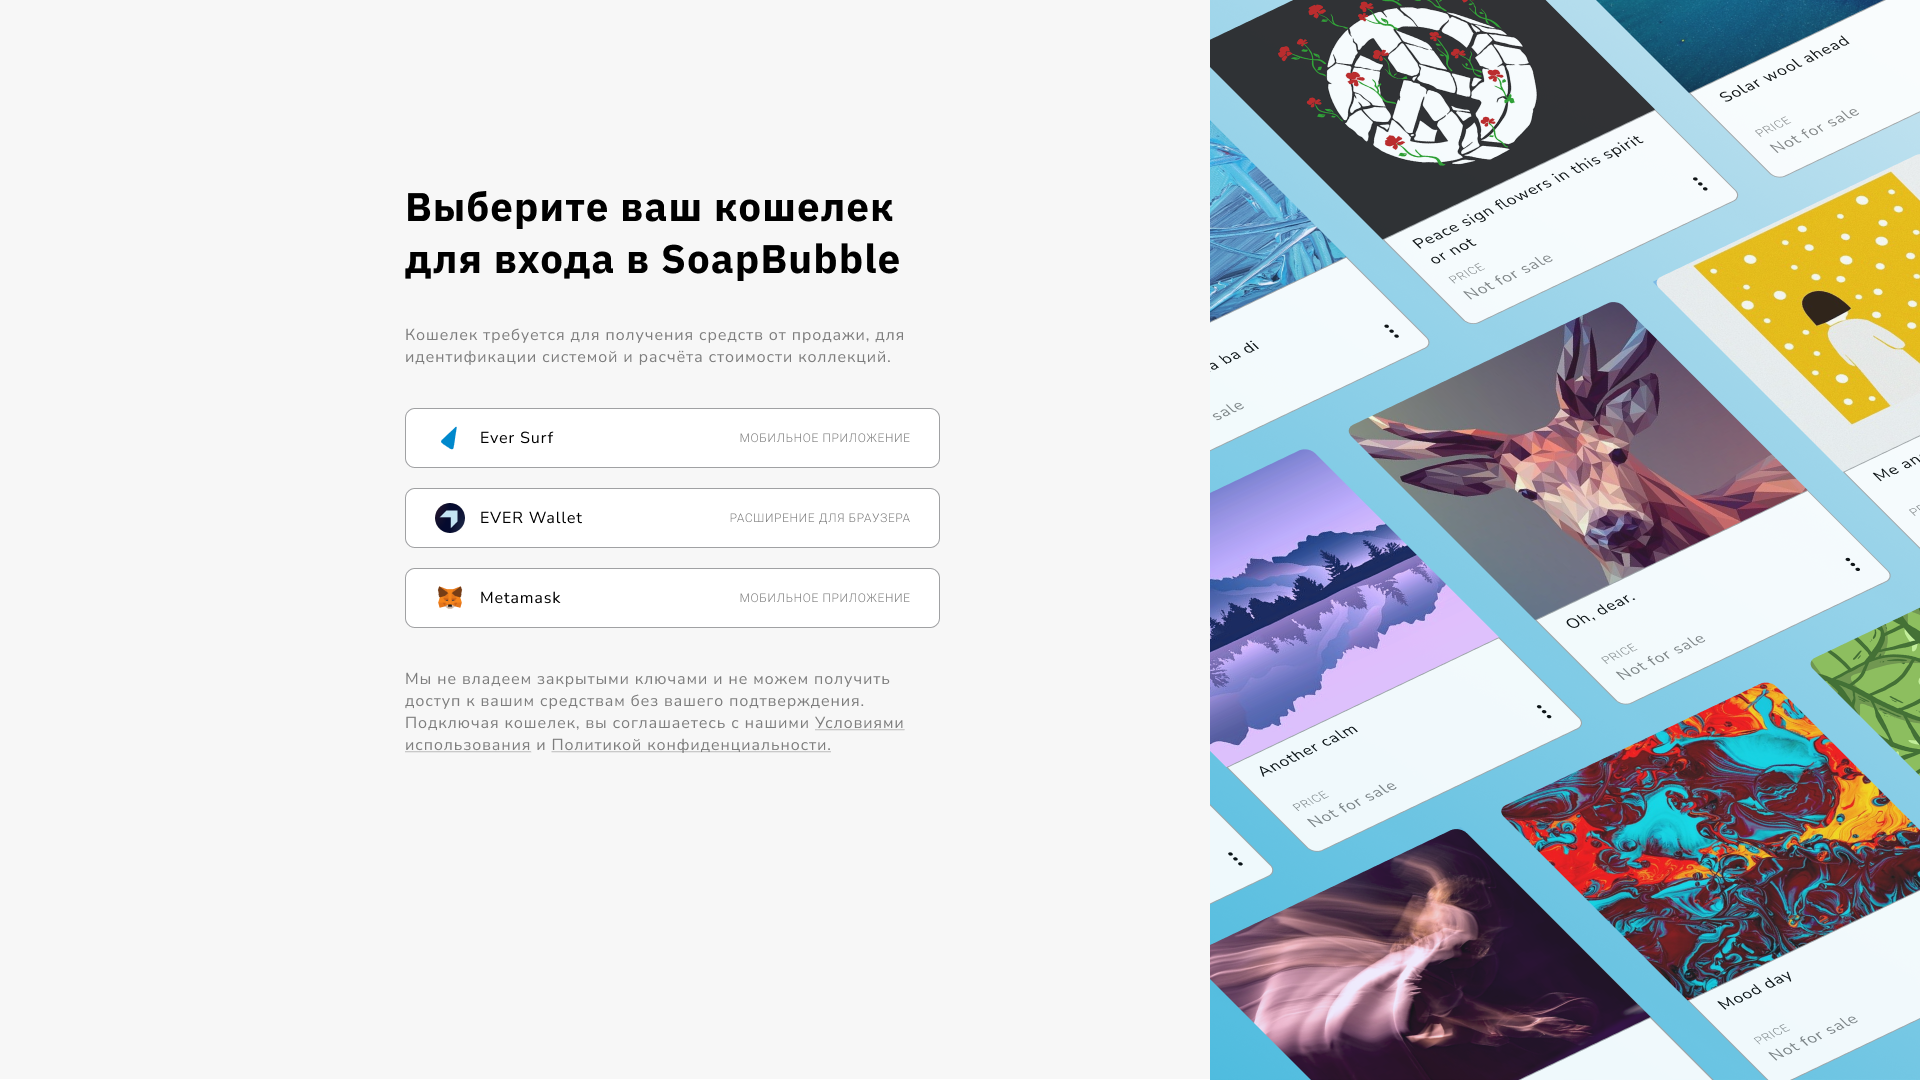 Выберите ваш кошелек
для входа в SoapBubble
Кошелек требуется для получения средств от продажи, для
идентификации системой и расчёта стоимости коллекций.
Ever Surf
МОБИЛЬНОЕ ПРИЛОЖЕНИЕ
EVER Wallet
РАСШИРЕНИЕ ДЛЯ БРАУЗЕРА
Metamask
МОБИЛЬНОЕ ПРИЛОЖЕНИЕ
Мы не владеем закрытыми ключами и не можем получить
доступ к вашим средствам без вашего подтверждения.
Подключая кошелек, вы соглашаетесь с нашими Условиями
использования и Политикой конфиденциальности.
Solar wool ahead
PRICE
Not for sale
Peace sign flowers in this spirit
or not
PRICE
Not for sale
ba di
sale
Me
Oh, dear.
PRICE
Not for sale
Another calm
PRICE
Not for sale
Mood day
PRICE
Not for sale